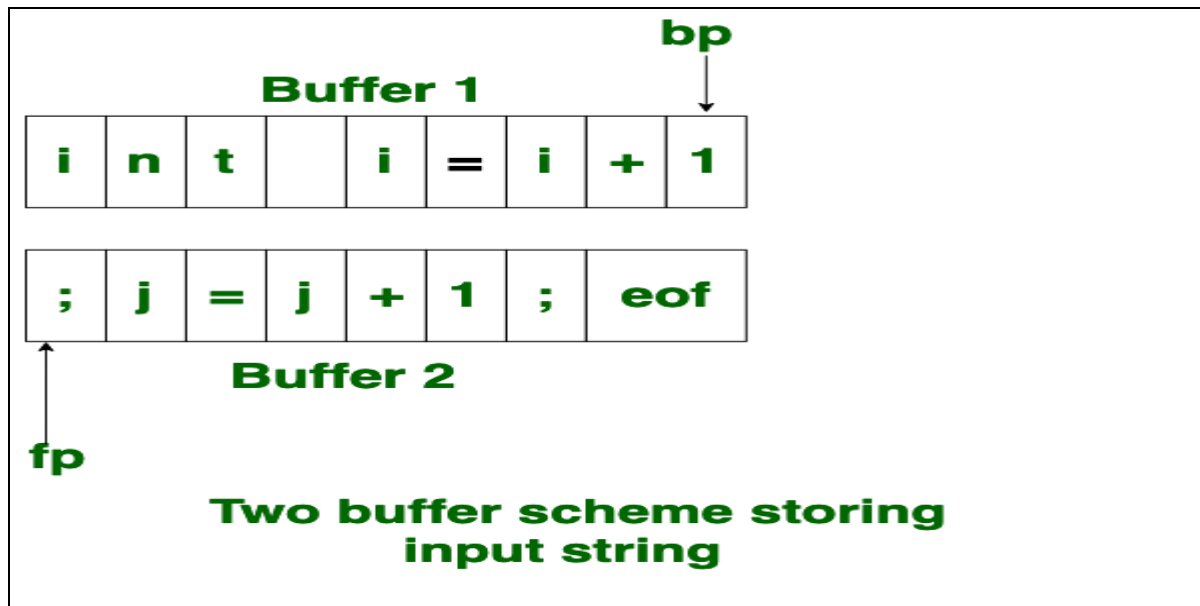 bp
Buffer 1
i n t i = i + 1
; j = j + 1 ; eof
Buffer 2
fp
Two buffer scheme storing
input string